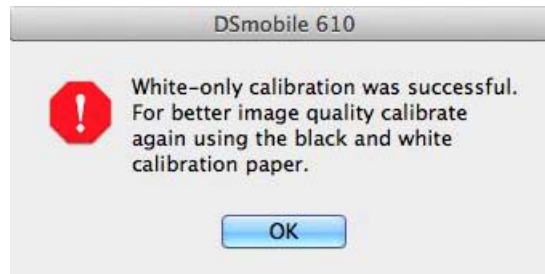 DSmobile 610
White-only calibration was successful.
For better image quality calibrate
again using the black and white
calibration paper.
OK